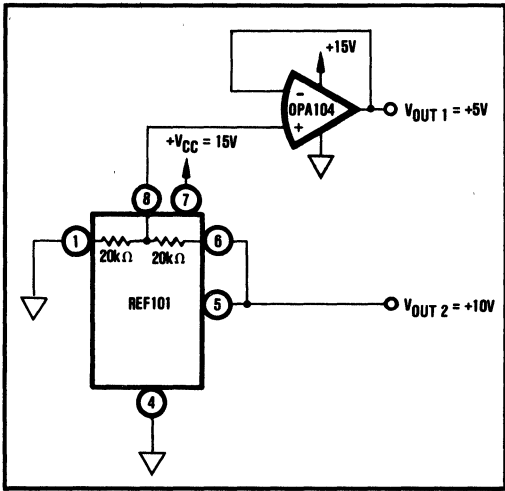 +15V
−
OPA104
+
V_OUT 1 = +5V
+V_CC = 15V
8
7
1
6
20kΩ
20kΩ
REF101
5
V_OUT 2 = +10V
4